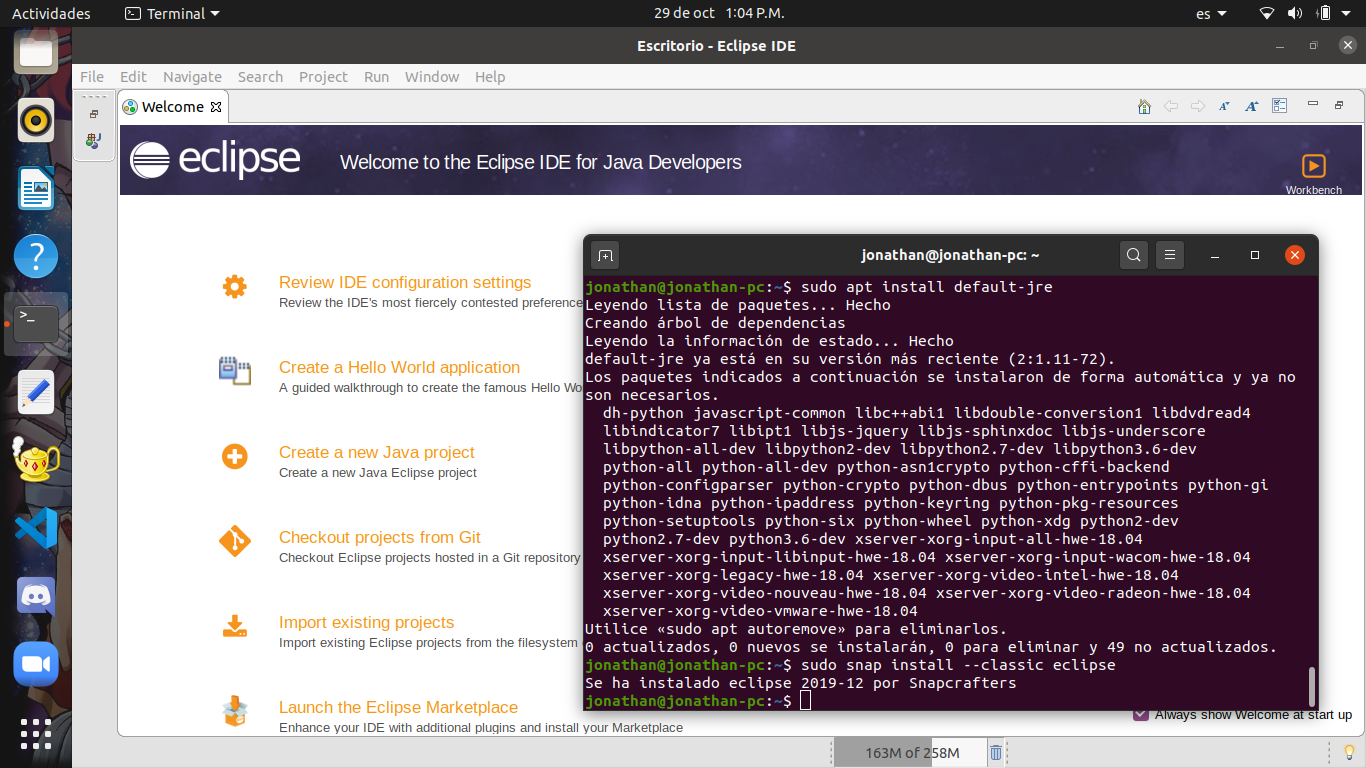 Actividades
Terminal
29 de oct 1:04 P.M.
es
Escritorio - Eclipse IDE
File Edit Navigate Search Project Run Window Help
Welcome
eclipse
Welcome to the Eclipse IDE for Java Developers
Workbench
Review IDE configuration settings
Review the IDE's most fiercely contested preference
Create a Hello World application
A guided walkthrough to create the famous Hello Wo
Create a new Java project
Create a new Java Eclipse project
Checkout projects from Git
Checkout Eclipse projects hosted in a Git repository
Import existing projects
Import existing Eclipse projects from the filesystem
Launch the Eclipse Marketplace
Enhance your IDE with additional plugins and install your Marketplace
jonathan@jonathan-pc: ~
jonathan@jonathan-pc:~$ sudo apt install default-jre
Leyendo lista de paquetes... Hecho
Creando árbol de dependencias
Leyendo la información de estado... Hecho
default-jre ya está en su versión más reciente (2:1.11-72).
Los paquetes indicados a continuación se instalaron de forma automática y ya no
son necesarios.
dh-python javascript-common libc++abi1 libdouble-conversion1 libdvdread4
libindicator7 libipt1 libjs-jquery libjs-sphinxdoc libjs-underscore
libpython-all-dev libpython2-dev libpython2.7-dev libpython3.6-dev
python-all python-all-dev python-asn1crypto python-cffi-backend
python-configparser python-crypto python-dbus python-entrypoints python-gi
python-idna python-ipaddress python-keyring python-pkg-resources
python-setuptools python-six python-wheel python-xdg python2-dev
python2.7-dev python3.6-dev xserver-xorg-input-all-hwe-18.04
xserver-xorg-input-libinput-hwe-18.04 xserver-xorg-input-wacom-hwe-18.04
xserver-xorg-legacy-hwe-18.04 xserver-xorg-video-intel-hwe-18.04
xserver-xorg-video-nouveau-hwe-18.04 xserver-xorg-video-radeon-hwe-18.04
xserver-xorg-video-vmware-hwe-18.04
Utilice «sudo apt autoremove» para eliminarlos.
0 actualizados, 0 nuevos se instalarán, 0 para eliminar y 49 no actualizados.
jonathan@jonathan-pc:~$ sudo snap install --classic eclipse
Se ha instalado eclipse 2019-12 por Snapcrafters
jonathan@jonathan-pc:~$
Always show Welcome at start up
163M of 258M